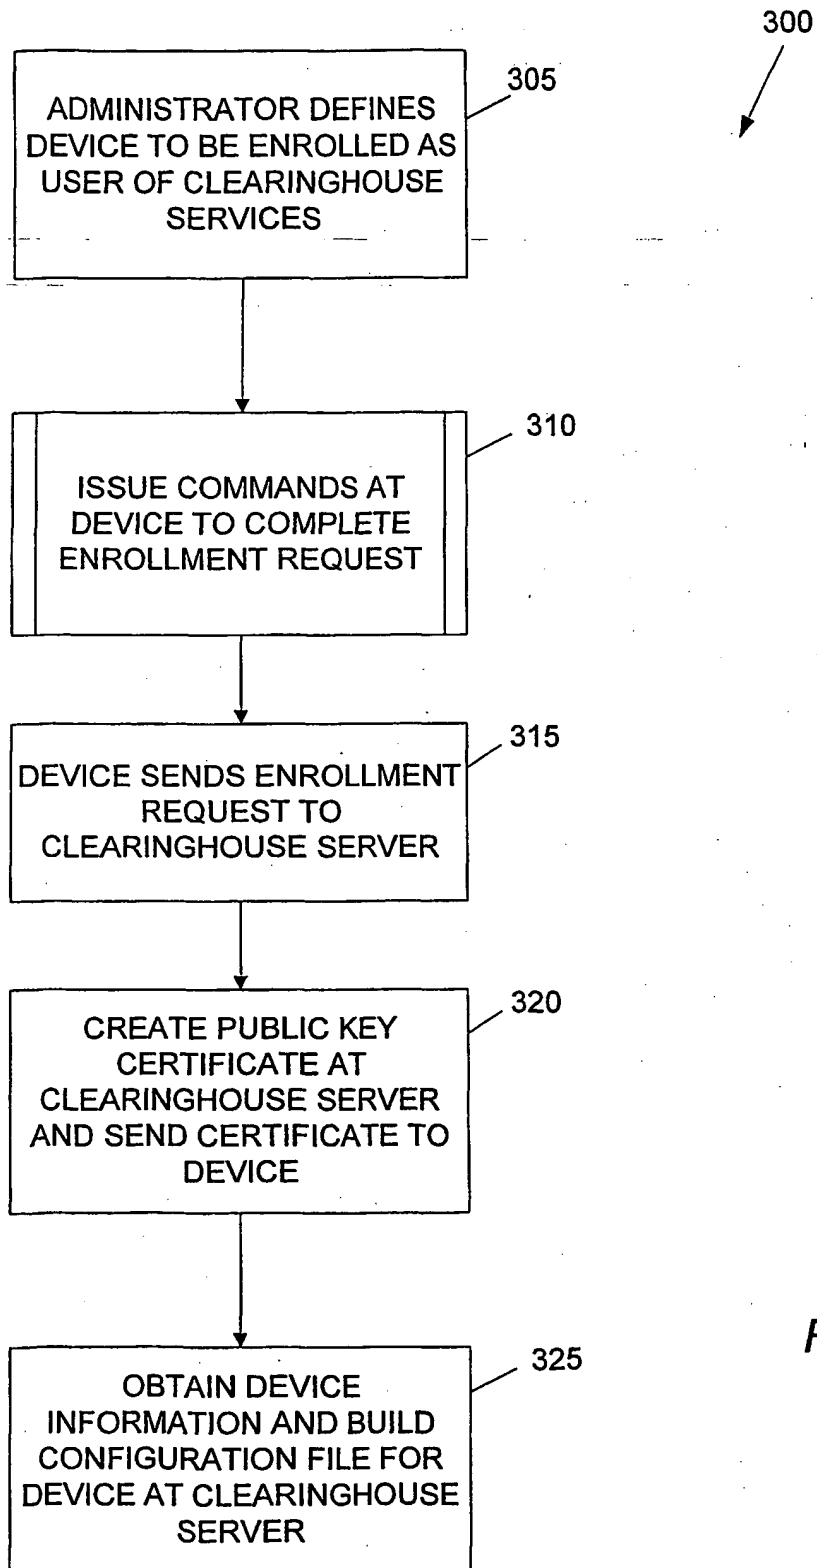 300
305
ADMINISTRATOR DEFINES
DEVICE TO BE ENROLLED AS
USER OF CLEARINGHOUSE
SERVICES
310
ISSUE COMMANDS AT
DEVICE TO COMPLETE
ENROLLMENT REQUEST
315
DEVICE SENDS ENROLLMENT
REQUEST TO
CLEARINGHOUSE SERVER
320
CREATE PUBLIC KEY
CERTIFICATE AT
CLEARINGHOUSE SERVER
AND SEND CERTIFICATE TO
DEVICE
325
OBTAIN DEVICE
INFORMATION AND BUILD
CONFIGURATION FILE FOR
DEVICE AT CLEARINGHOUSE
SERVER